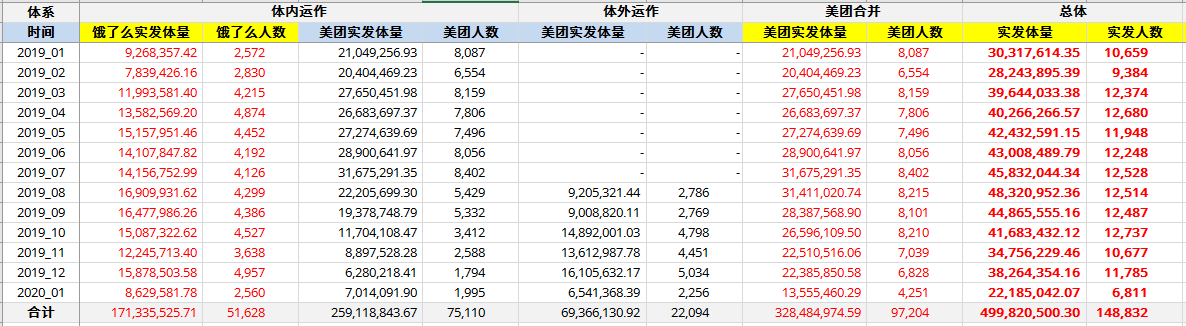 体系 体内运作 体外运作 美团合并 总体
时间 饿了么实发体量 饿了么人数 美团实发体量 美团人数 美团实发体量 美团人数 美团实发体量 美团人数 实发体量 实发人数
2019_01 9,268,357.42 2,572 21,049,256.93 8,087 - - 21,049,256.93 8,087 30,317,614.35 10,659
2019_02 7,839,426.16 2,830 20,404,469.23 6,554 - - 20,404,469.23 6,554 28,243,895.39 9,384
2019_03 11,993,581.40 4,215 27,650,451.98 8,159 - - 27,650,451.98 8,159 39,644,033.38 12,374
2019_04 13,582,569.20 4,874 26,683,697.37 7,806 - - 26,683,697.37 7,806 40,266,266.57 12,680
2019_05 15,157,951.46 4,452 27,274,639.69 7,496 - - 27,274,639.69 7,496 42,432,591.15 11,948
2019_06 14,107,847.82 4,192 28,900,641.97 8,056 - - 28,900,641.97 8,056 43,008,489.79 12,248
2019_07 14,156,752.99 4,126 31,675,291.35 8,402 - - 31,675,291.35 8,402 45,832,044.34 12,528
2019_08 16,909,931.62 4,299 22,205,699.30 5,429 9,205,321.44 2,786 31,411,020.74 8,215 48,320,952.36 12,514
2019_09 16,477,986.26 4,386 19,378,748.79 5,332 9,008,820.11 2,769 28,387,568.90 8,101 44,865,555.16 12,487
2019_10 15,087,322.62 4,527 11,704,108.47 3,412 14,892,001.03 4,798 26,596,109.50 8,210 41,683,432.12 12,737
2019_11 12,245,713.40 3,638 8,897,528.28 2,588 13,612,987.78 4,451 22,510,516.06 7,039 34,756,229.46 10,677
2019_12 15,878,503.58 4,957 6,280,218.41 1,794 16,105,632.17 5,034 22,385,850.58 6,828 38,264,354.16 11,785
2020_01 8,629,581.78 2,560 7,014,091.90 1,995 6,541,368.39 2,256 13,555,460.29 4,251 22,185,042.07 6,811
合计 171,335,525.71 51,628 259,118,843.67 75,110 69,366,130.92 22,094 328,484,974.59 97,204 499,820,500.30 148,832